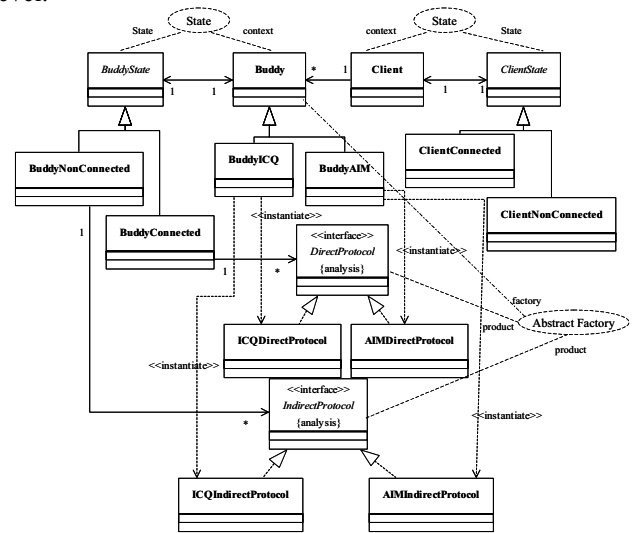 State
State
State
context
context
State
BuddyState
Buddy
*
1
Client
ClientState
1
1
1
1
BuddyNonConnected
BuddyICQ
BuddyAIM
ClientConnected
1
BuddyConnected
<<instantiate>>
ClientNonConnected
<<interface>>
DirectProtocol
{analysis}
<<instantiate>>
1
*
factory
Abstract Factory
product
product
ICQDirectProtocol
AIMDirectProtocol
<<instantiate>>
<<interface>>
IndirectProtocol
{analysis}
*
<<instantiate>>
ICQIndirectProtocol
AIMIndirectProtocol